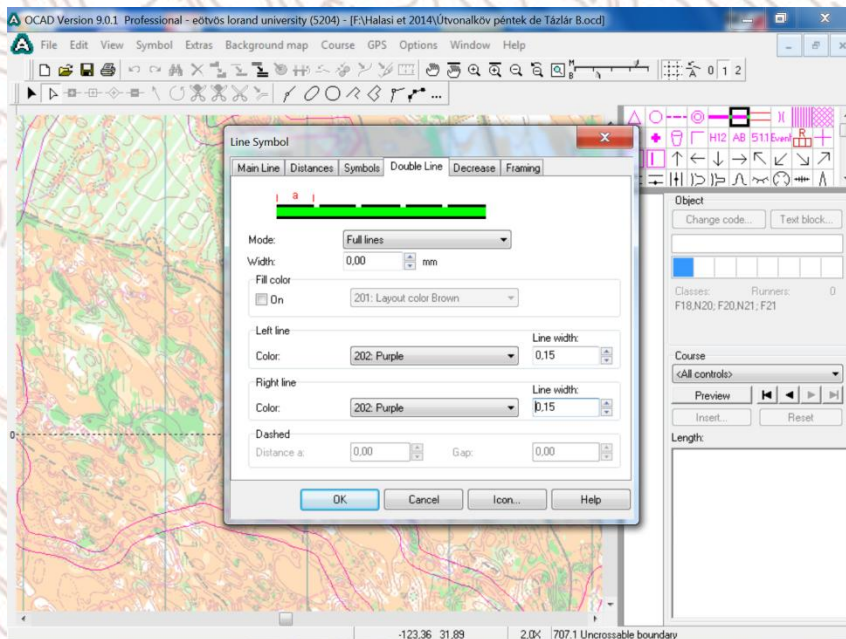 OCAD Version 9.0.1 Professional - eötvös lorand university (5204) - [F:\Halasi et 2014\Útvonalköv péntek de Tázlár B.ocd]
File Edit View Symbol Extras Background map Course GPS Options Window Help
M
B
0 1 2
H12 AB 511 Event R
Line Symbol
Main Line Distances Symbols Double Line Decrease Framing
a
Mode: Full lines
Width: 0,00 mm
Fill color
On 201: Layout color Brown
Left line
Line width:
Color: 202: Purple 0,15
Right line
Line width:
Color: 202: Purple 0,15
Dashed
Distance a: 0,00 Gap: 0,00
OK Cancel Icon... Help
Object
Change code... Text block...
Classes: Runners: 0
F18,N20; F20,N21; F21
Course
<All controls>
Preview
Insert... Reset
Length:
0
-123.36 31.89 2.0X 707.1 Uncrossable boundary